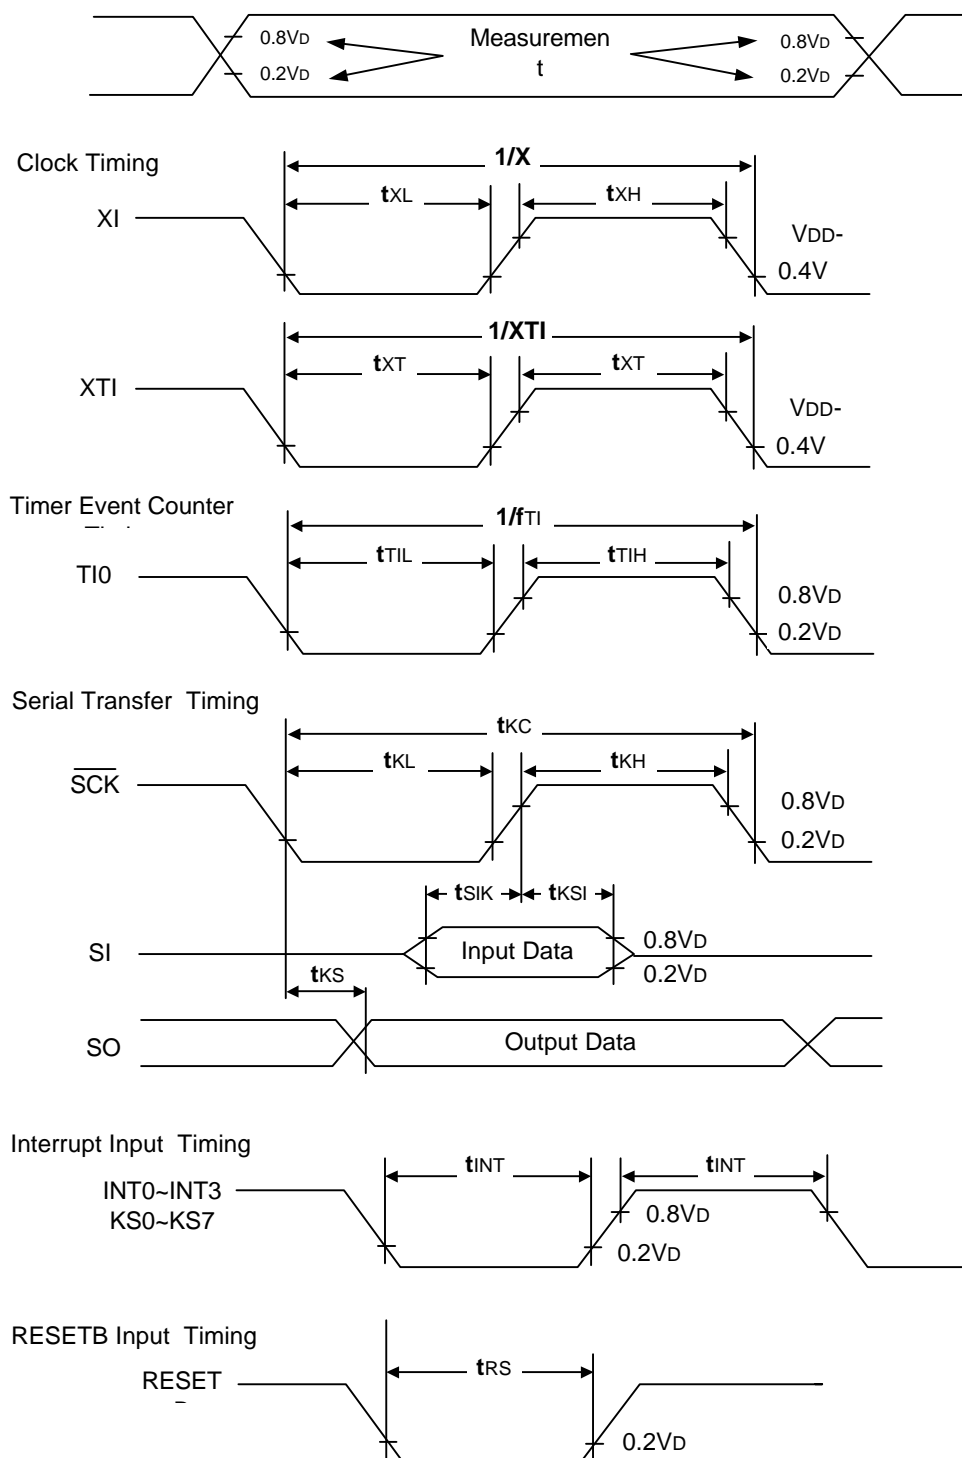 0.8VD Measuremen 0.8VD
0.2VD t 0.2VD
Clock Timing
1/X
tXL tXH
XI
VDD-
0.4V
1/XTI
tXT tXT
XTI
VDD-
0.4V
Timer Event Counter
1/fTI
tTIL tTIH
TI0
0.8VD
0.2VD
Serial Transfer Timing
tKC
tKL tKH
SCK
0.8VD
0.2VD
tSIK tKSI
SI Input Data 0.8VD
0.2VD
tKS
SO Output Data
Interrupt Input Timing
tINT tINT
INT0~INT3
KS0~KS7
0.8VD
0.2VD
RESETB Input Timing
tRS
RESET
0.2VD